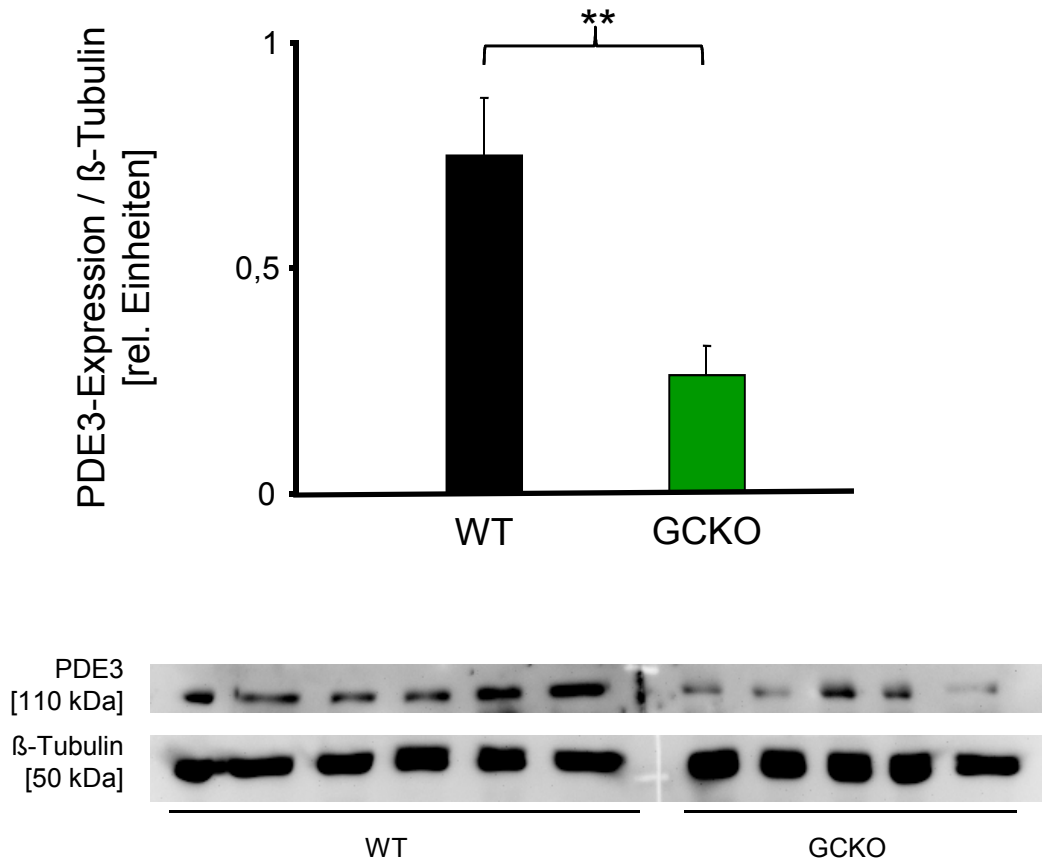 **
1
0,5
0
PDE3-Expression / ß-Tubulin
[rel. Einheiten]
WT
GCKO
PDE3
[110 kDa]
ß-Tubulin
[50 kDa]
WT
GCKO